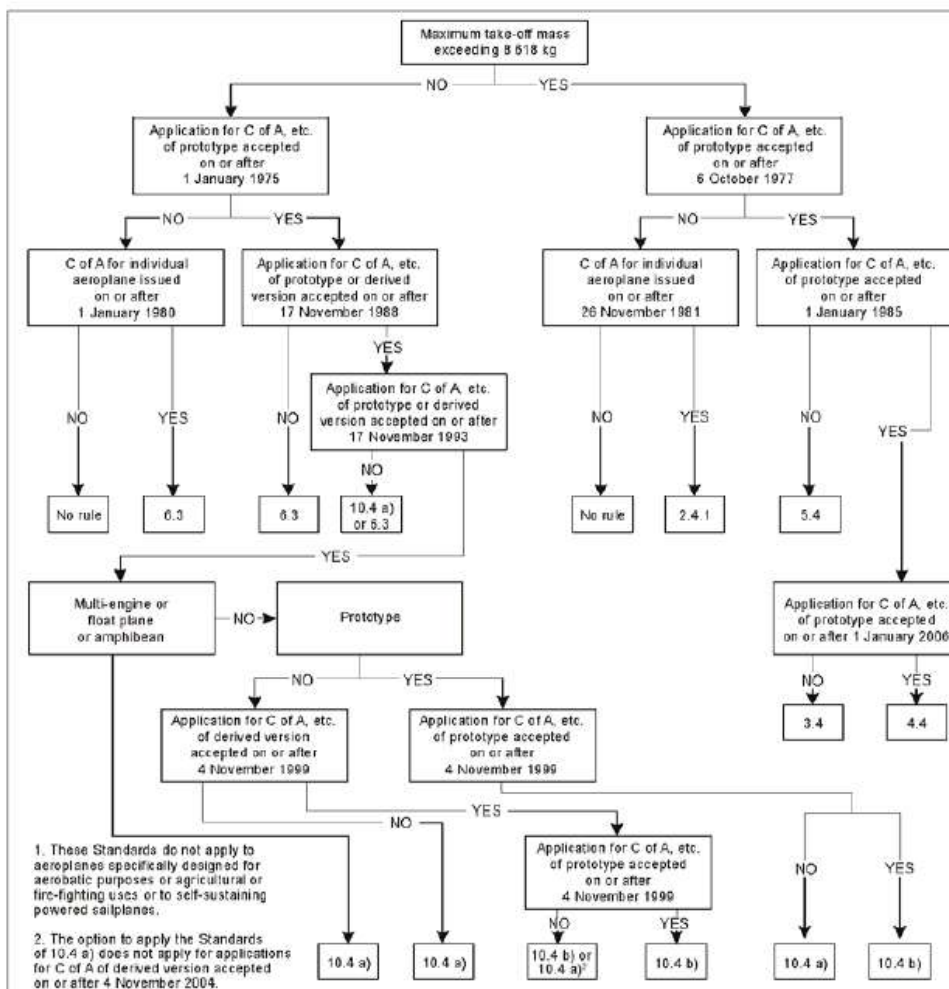 Maximum take-off mass
exceeding 8 618 kg
NO
YES
Application for C of A, etc.
of prototype accepted
on or after
1 January 1975
Application for C of A, etc.
of prototype accepted
on or after
6 October 1977
NO
YES
NO
YES
C of A for individual
aeroplane issued
on or after
1 January 1980
Application for C of A, etc.
of prototype or derived
version accepted on or after
17 November 1988
C of A for individual
aeroplane issued
on or after
26 November 1981
Application for C of A, etc.
of prototype accepted
on or after
1 January 1985
YES
Application for C of A, etc.
of prototype or derived
version accepted on or after
17 November 1993
NO
YES
NO
NO
YES
NO
YES
NO
No rule
6.3
6.3
10.4 a)
or 6.3
No rule
2.4.1
5.4
YES
Multi-engine or
float plane
or amphibean
NO
Prototype
Application for C of A, etc.
of prototype accepted
on or after 1 January 2006
NO
YES
NO
YES
3.4
4.4
Application for C of A, etc.
of derived version
accepted on or after
4 November 1999
Application for C of A, etc.
of prototype accepted
on or after
4 November 1999
YES
NO
1. These Standards do not apply to
aeroplanes specifically designed for
aerobatic purposes or agricultural or
fire-fighting uses or to self-sustaining
powered sailplanes.
Application for C of A, etc.
of prototype accepted
on or after
4 November 1999
NO
YES
NO
YES
2. The option to apply the Standards
of 10.4 a) does not apply for applications
for C of A of derived version accepted
on or after 4 November 2004.
10.4 a)
10.4 a)
10.4 b) or
10.4 a)²
10.4 b)
10.4 a)
10.4 b)